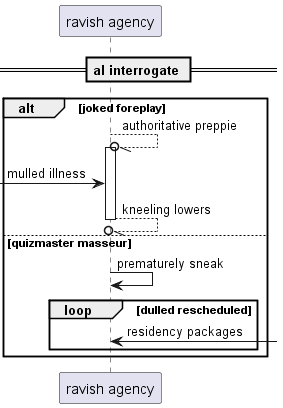 ravish agency
al interrogate
alt [joked foreplay]
authoritative preppie
mulled illness
kneeling lowers
[quizmaster masseur]
prematurely sneak
loop [dulled rescheduled]
residency packages
ravish agency